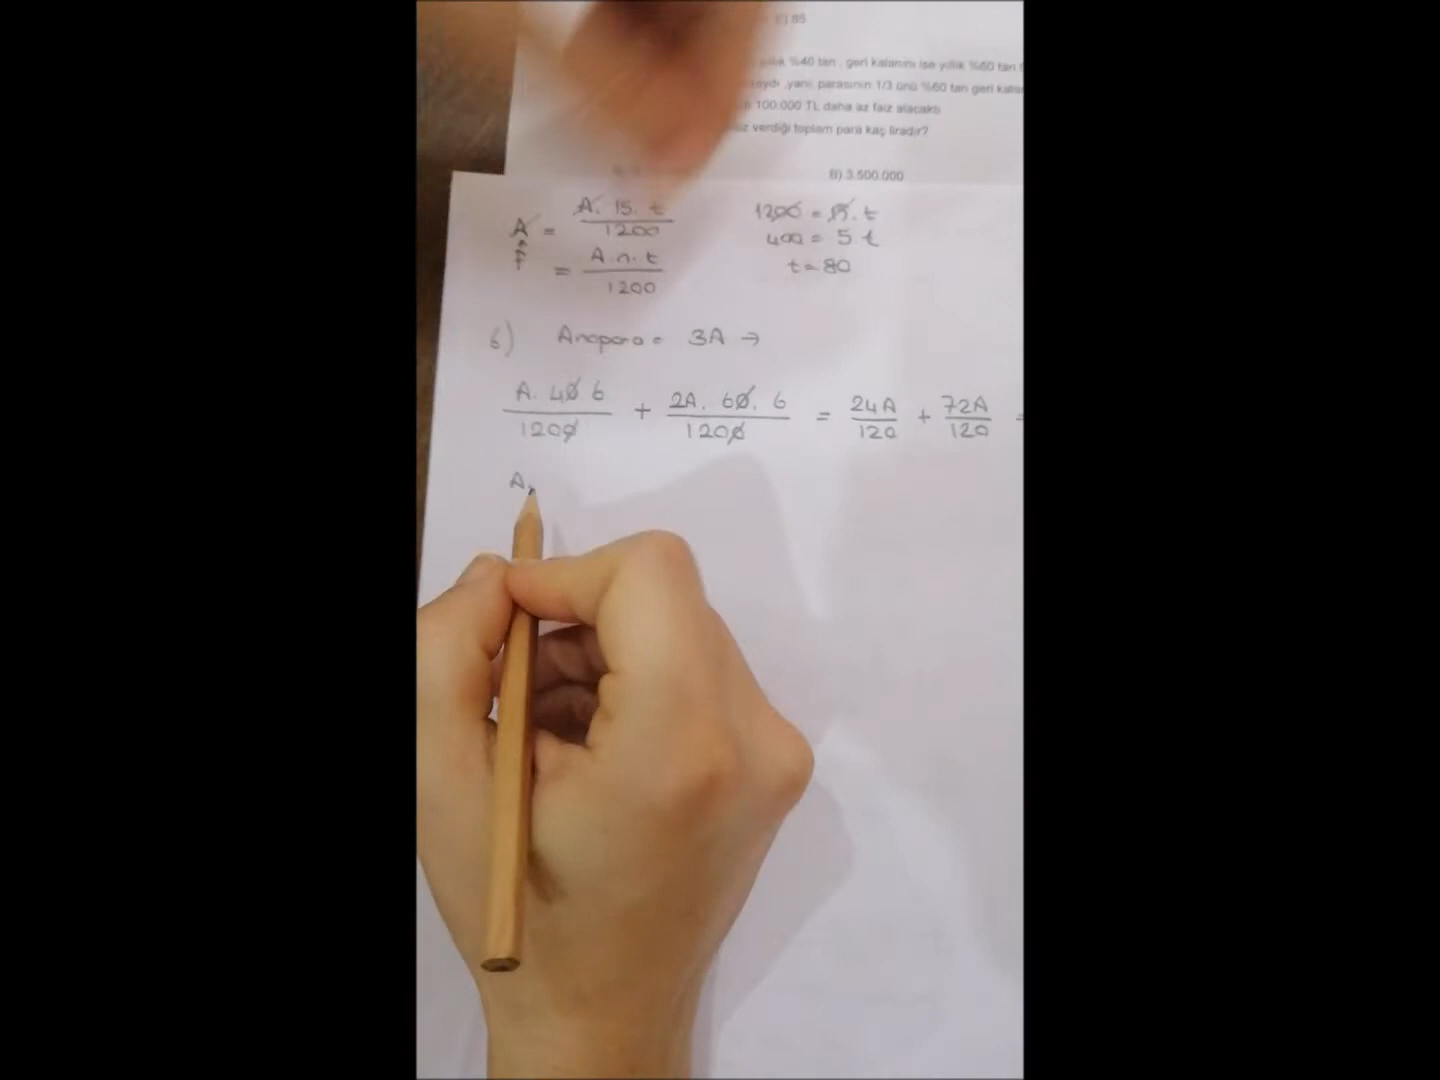 E) 85
yıllık %40 tan , geri kalanını ise yıllık %60 tan f
saydı ,yani parasının 1/3 ünü %60 tan geri kalan
100.000 TL daha az faiz alacaktı
verdiği toplam para kaç liradır?
B) 3.500.000
A = A. 15. t / 1200
1200 = 15. t
400 = 5 t
f = A. n. t / 1200
t = 80
6) Anapara = 3A →
A. 40 6 / 1200 + 2A. 60. 6 / 1200 = 24A / 120 + 72A / 120 =
A.